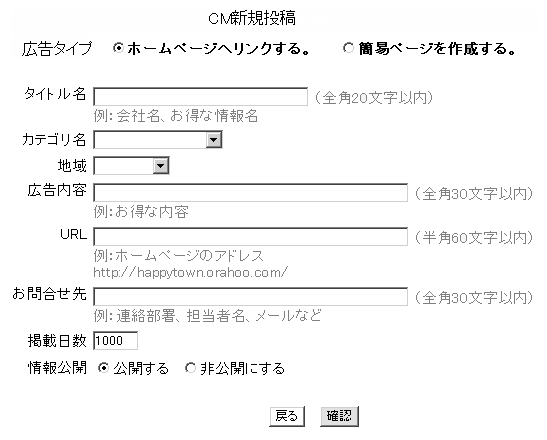 CM新規投稿
広告タイプ ホームページへリンクする。 簡易ページを作成する。
タイトル名 (全角20文字以内)
例：会社名、お得な情報名
カテゴリ名
地域
広告内容 (全角30文字以内)
例：お得な内容
URL (半角60文字以内)
例：ホームページのアドレス
http://happytown.orahoo.com/
お問合せ先 (全角30文字以内)
例：連絡部署、担当者名、メールなど
掲載日数 1000
情報公開 公開する 非公開にする
戻る 確認